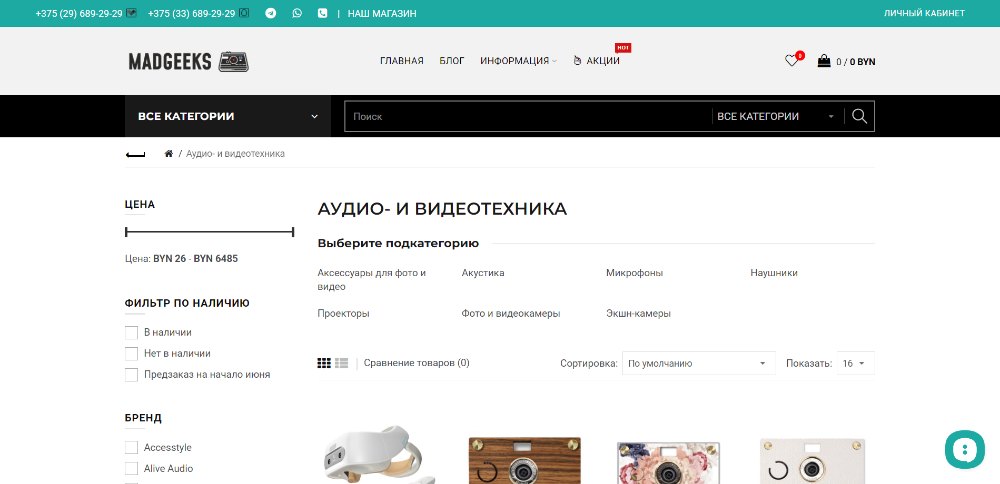 +375 (29) 689-29-29 +375 (33) 689-29-29 | НАШ МАГАЗИН ЛИЧНЫЙ КАБИНЕТ
MADGEEKS ГЛАВНАЯ БЛОГ ИНФОРМАЦИЯ АКЦИИ HOT 0 0 / 0 BYN
ВСЕ КАТЕГОРИИ Поиск ВСЕ КАТЕГОРИИ
/ Аудио- и видеотехника
ЦЕНА
Цена: BYN 26 - BYN 6485
ФИЛЬТР ПО НАЛИЧИЮ
В наличии
Нет в наличии
Предзаказ на начало июня
БРЕНД
Accesstyle
Alive Audio
АУДИО- И ВИДЕОТЕХНИКА
Выберите подкатегорию
Аксессуары для фото и видео
Акустика
Микрофоны
Наушники
Проекторы
Фото и видеокамеры
Экшн-камеры
Сравнение товаров (0) Сортировка: По умолчанию Показать: 16